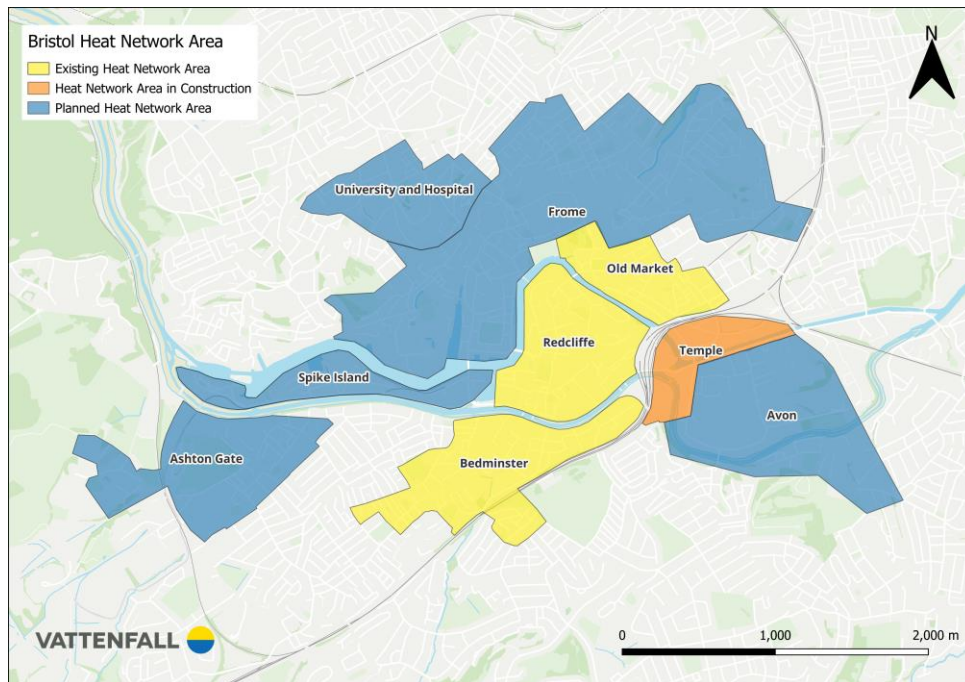 Bristol Heat Network Area
Existing Heat Network Area
Heat Network Area in Construction
Planned Heat Network Area
N
University and Hospital
Frome
Old Market
Redcliffe
Temple
Spike Island
Avon
Ashton Gate
Bedminster
VATTENFALL
0 1,000 2,000 m